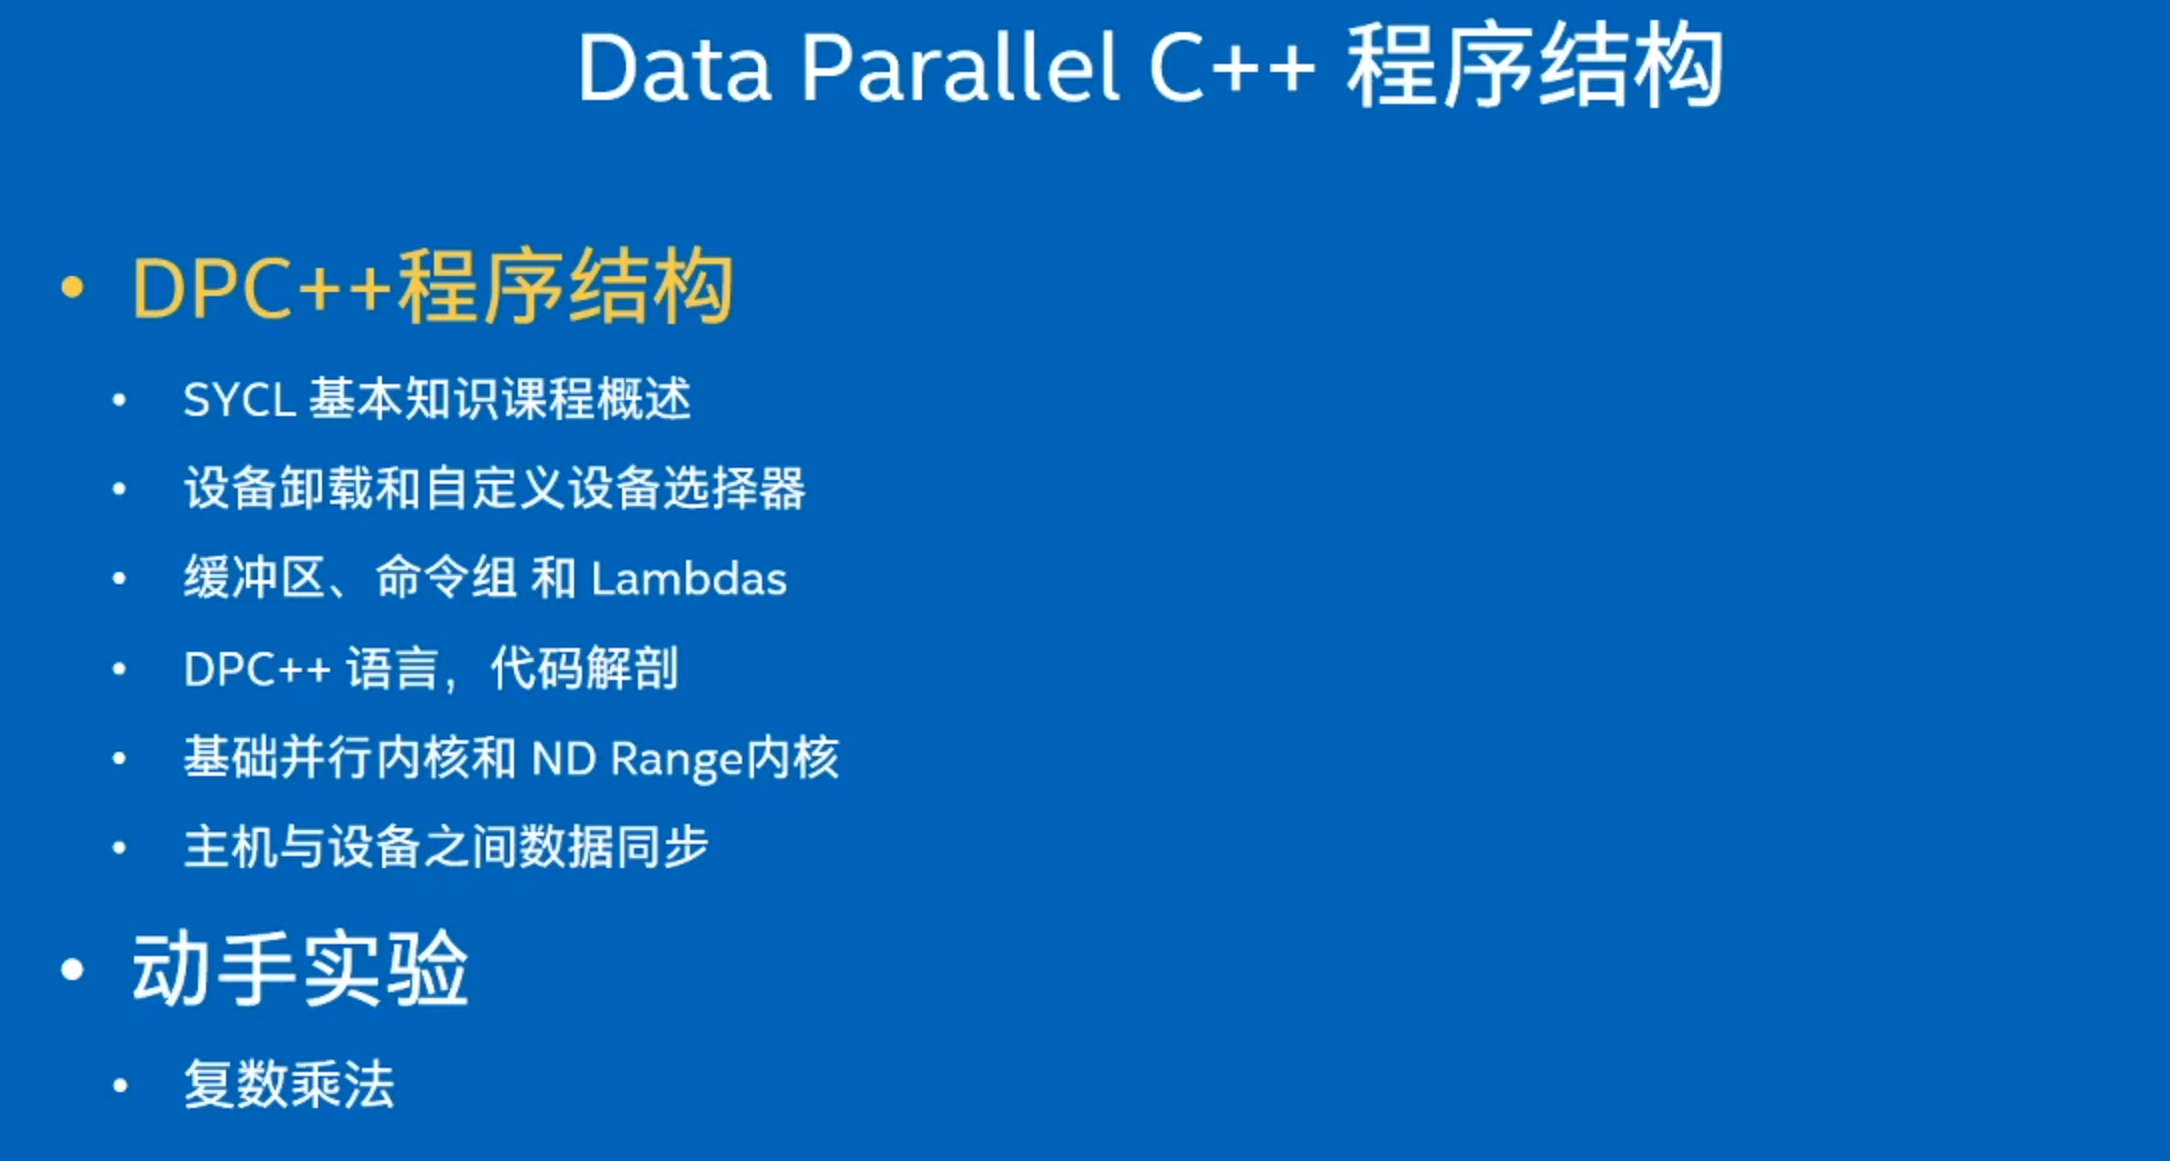 Data Parallel C++ 程序结构
• DPC++程序结构
• SYCL 基本知识课程概述
• 设备卸载和自定义设备选择器
• 缓冲区、命令组 和 Lambdas
• DPC++ 语言，代码解剖
• 基础并行内核和 ND Range内核
• 主机与设备之间数据同步
• 动手实验
• 复数乘法